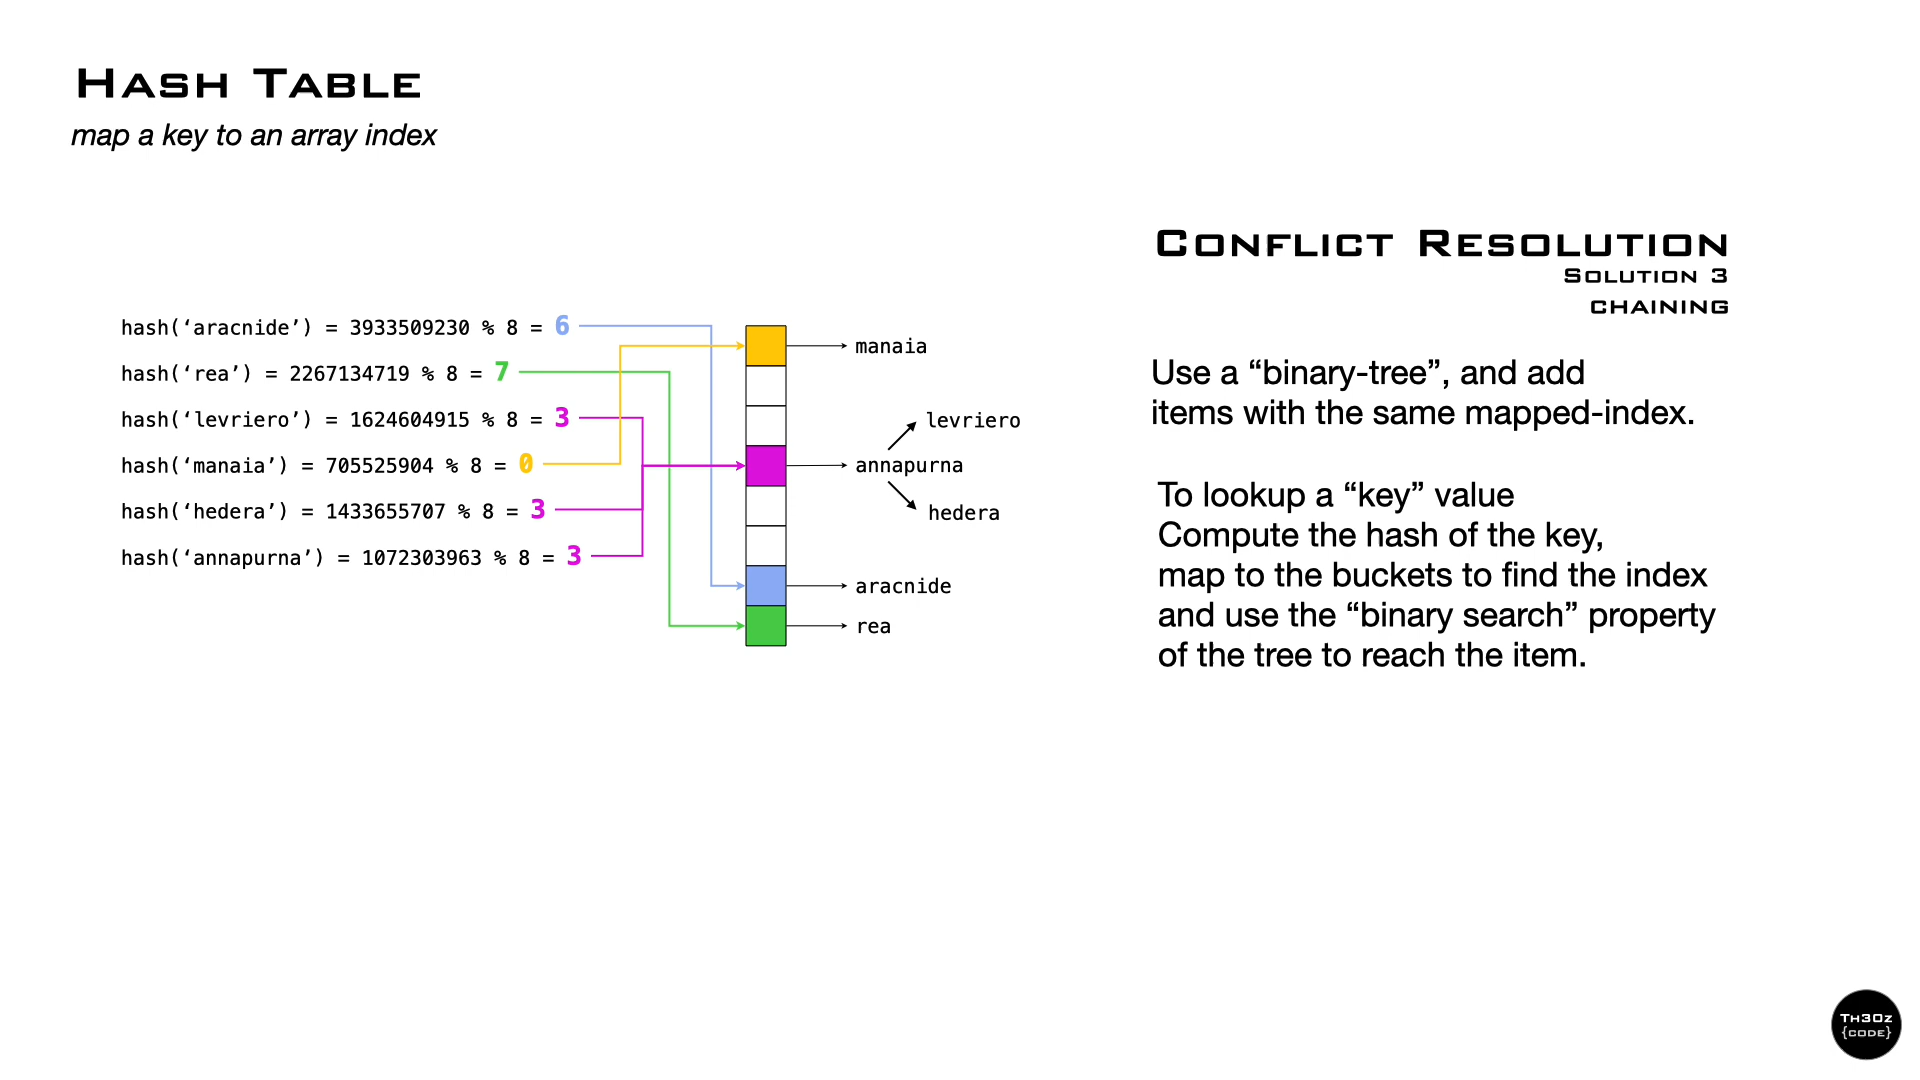 Hash Table
map a key to an array index
Conflict Resolution
Solution 3
chaining
hash(‘aracnide’) = 3933509230 % 8 = 6
hash(‘rea’) = 2267134719 % 8 = 7
hash(‘levriero’) = 1624604915 % 8 = 3
hash(‘manaia’) = 705525904 % 8 = 0
hash(‘hedera’) = 1433655707 % 8 = 3
hash(‘annapurna’) = 1072303963 % 8 = 3
manaia
levriero
annapurna
hedera
aracnide
rea
Use a “binary-tree”, and add
items with the same mapped-index.
To lookup a “key” value
Compute the hash of the key,
map to the buckets to find the index
and use the “binary search” property
of the tree to reach the item.
Th30z
{code}